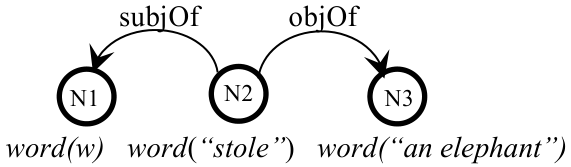 subjOf objOf
N1 N2 N3
word(w) word(“stole”) word(“an elephant”)